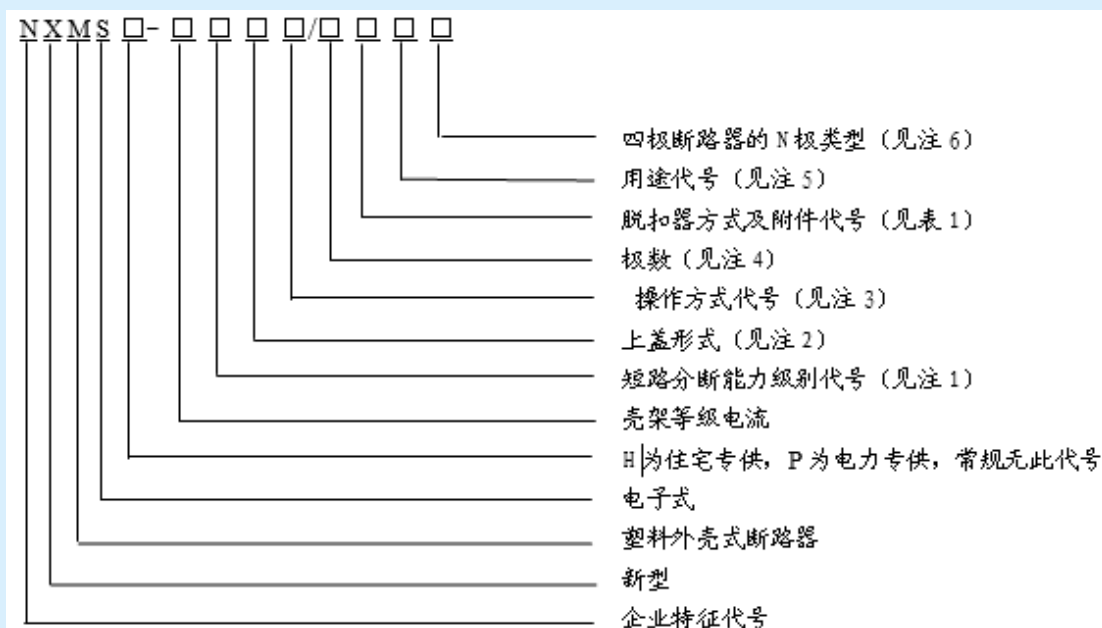 NXMS□-□□□□/□□□□
四极断路器的N极类型（见注6）
用途代号（见注5）
脱扣器方式及附件代号（见表1）
极数（见注4）
操作方式代号（见注3）
上盖形式（见注2）
短路分断能力级别代号（见注1）
壳架等级电流
H为住宅专供，P为电力专供，常规无此代号
电子式
塑料外壳式断路器
新型
企业特征代号